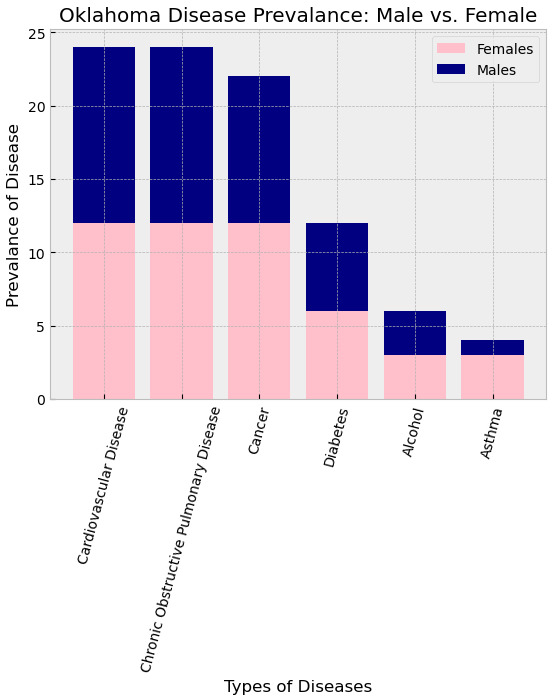 Oklahoma Disease Prevalance: Male vs. Female
Females
Males
Prevalance of Disease
25
20
15
10
5
0
Cardiovascular Disease
Chronic Obstructive Pulmonary Disease
Cancer
Diabetes
Alcohol
Asthma
Types of Diseases